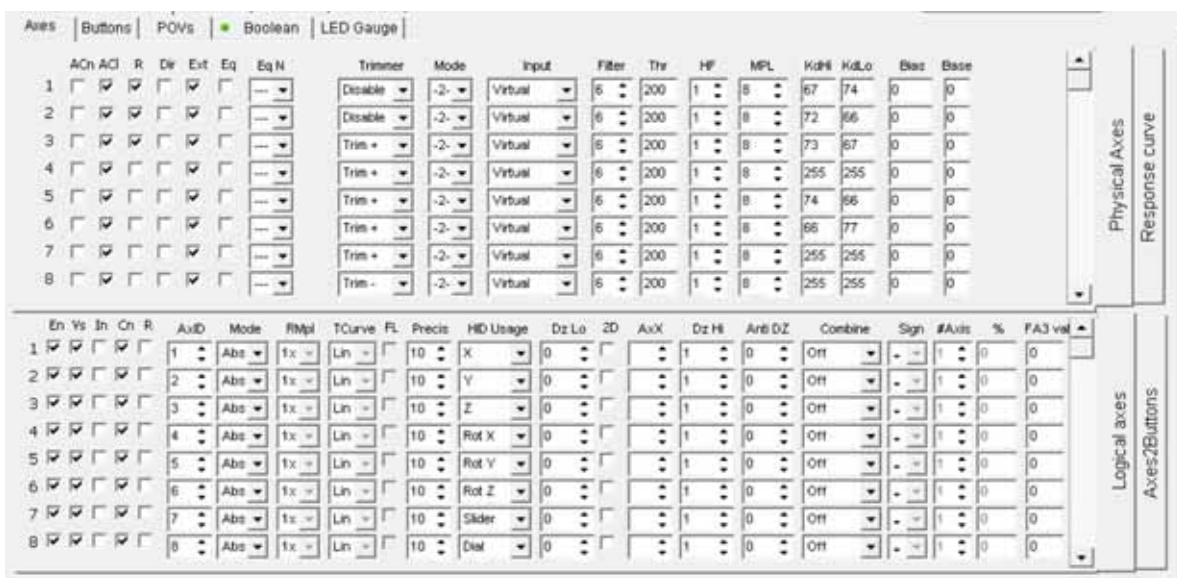 Axes Buttons POVs Boolean LED Gauge
ACn ACl R Dir Ext Eq Eq N Trimmer Mode Input Filter Thr HF MPL KdHi KdLo Bias Base
1 --- Disable -2- Virtual 6 200 1 8 67 74 0 0
2 --- Disable -2- Virtual 6 200 1 8 72 66 0 0
3 --- Trim + -2- Virtual 6 200 1 8 73 67 0 0
4 --- Trim + -2- Virtual 6 200 1 8 255 255 0 0
5 --- Trim + -2- Virtual 6 200 1 8 74 66 0 0
6 --- Trim + -2- Virtual 6 200 1 8 66 77 0 0
7 --- Trim + -2- Virtual 6 200 1 8 255 255 0 0
8 --- Trim - -2- Virtual 6 200 1 8 255 255 0 0
Physical Axes
Response curve
En Vs In Cn R AxID Mode RMpl TCurve FL Precis HID Usage Dz Lo 2D AxX Dz Hi Anti DZ Combine Sign #Axis % FA3 val
1 1 Abs 1x Lin 10 X 0 1 0 Off - 1 0 0
2 2 Abs 1x Lin 10 Y 0 1 0 Off - 1 0 0
3 3 Abs 1x Lin 10 Z 0 1 0 Off - 1 0 0
4 4 Abs 1x Lin 10 Rot X 0 1 0 Off - 1 0 0
5 5 Abs 1x Lin 10 Rot Y 0 1 0 Off - 1 0 0
6 6 Abs 1x Lin 10 Rot Z 0 1 0 Off - 1 0 0
7 7 Abs 1x Lin 10 Slider 0 1 0 Off - 1 0 0
8 8 Abs 1x Lin 10 Dial 0 1 0 Off - 1 0 0
Logical axes
Axes2Buttons